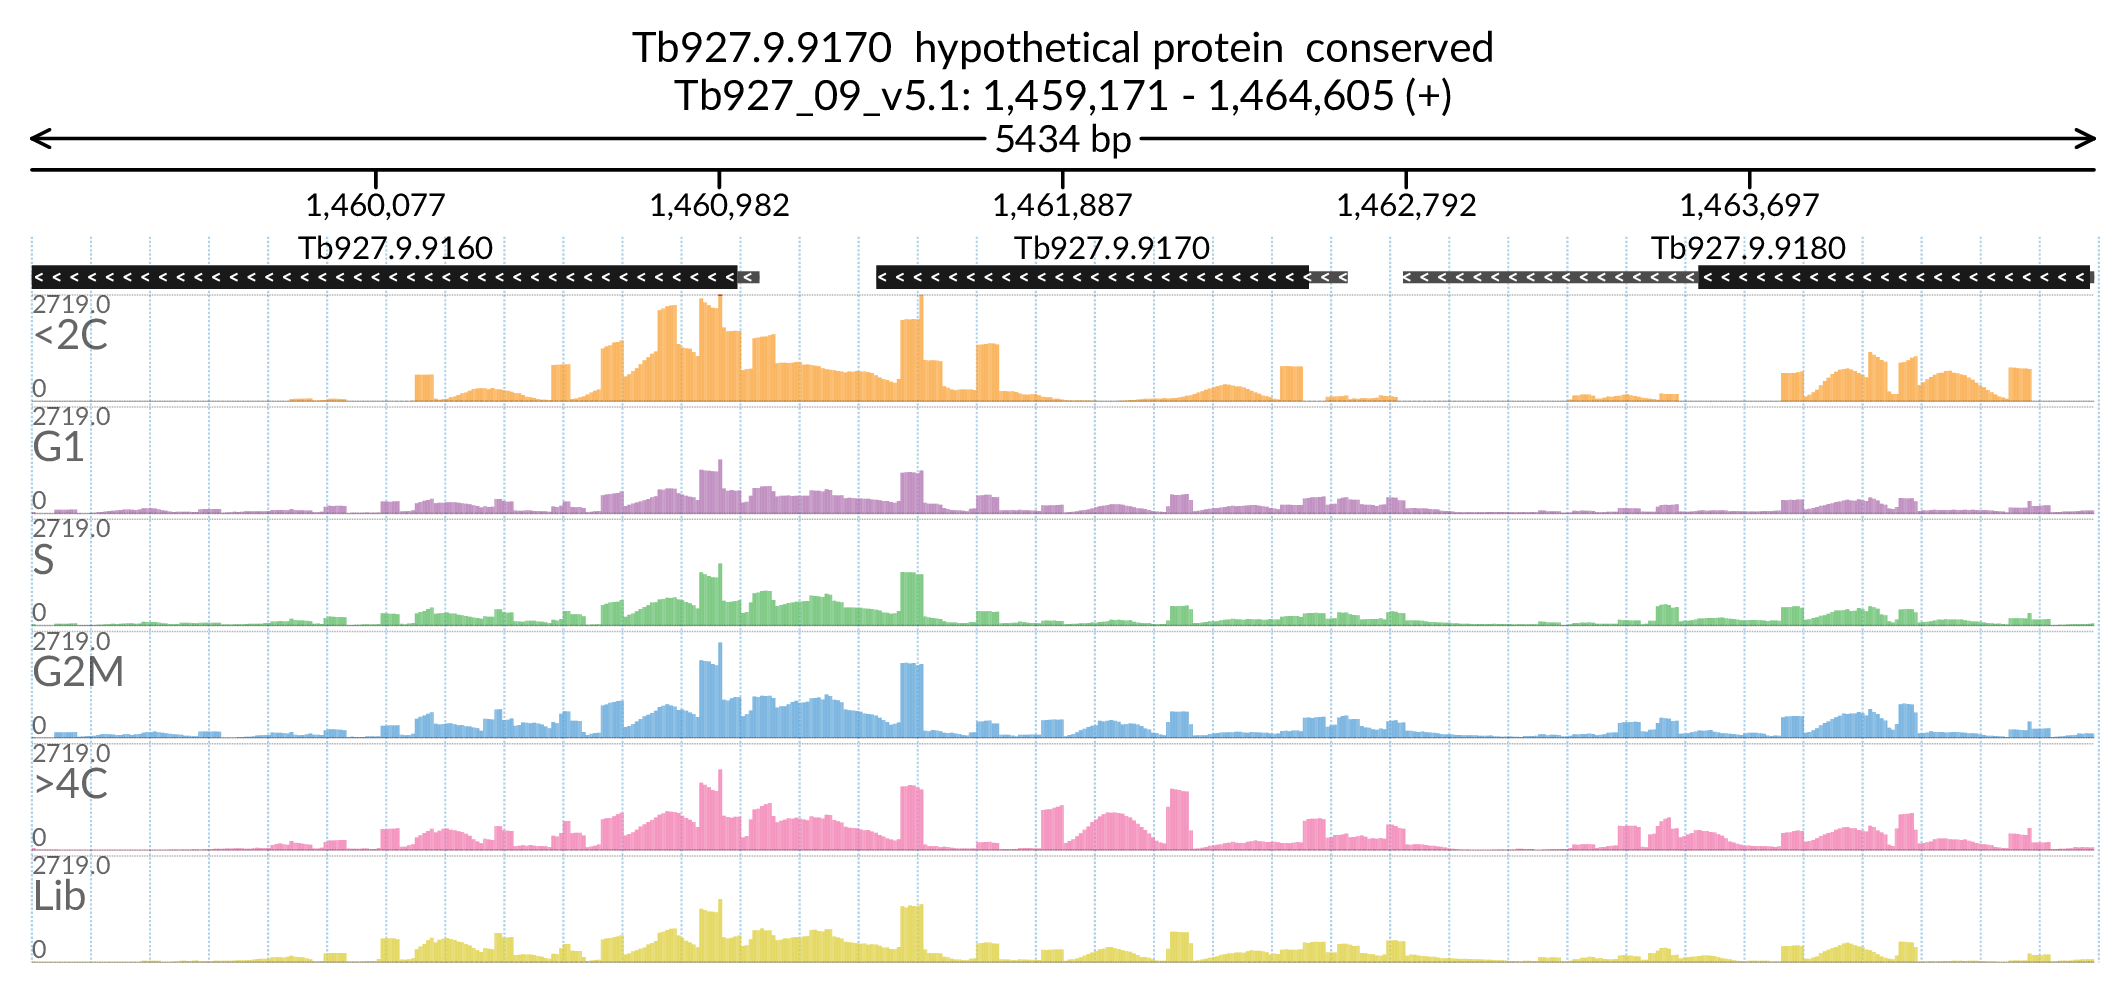 Tb927.9.9170 hypothetical protein conserved
Tb927_09_v5.1: 1,459,171 - 1,464,605 (+)
5434 bp
1,460,077 1,460,982 1,461,887 1,462,792 1,463,697
Tb927.9.9160 Tb927.9.9170 Tb927.9.9180
2719.0
<2C
0
2719.0
G1
0
2719.0
S
0
2719.0
G2M
0
2719.0
>4C
0
2719.0
Lib
0